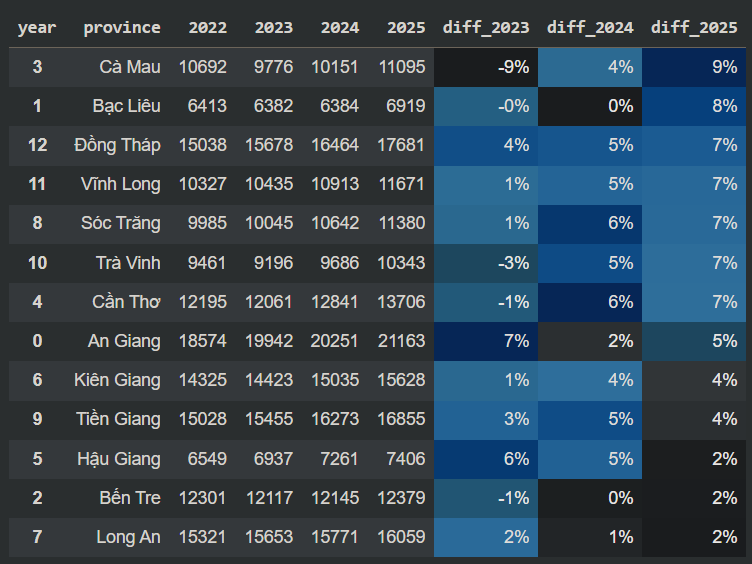 year province 2022 2023 2024 2025 diff_2023 diff_2024 diff_2025
3 Cà Mau 10692 9776 10151 11095 -9% 4% 9%
1 Bạc Liêu 6413 6382 6384 6919 -0% 0% 8%
12 Đồng Tháp 15038 15678 16464 17681 4% 5% 7%
11 Vĩnh Long 10327 10435 10913 11671 1% 5% 7%
8 Sóc Trăng 9985 10045 10642 11380 1% 6% 7%
10 Trà Vinh 9461 9196 9686 10343 -3% 5% 7%
4 Cần Thơ 12195 12061 12841 13706 -1% 6% 7%
0 An Giang 18574 19942 20251 21163 7% 2% 5%
6 Kiên Giang 14325 14423 15035 15628 1% 4% 4%
9 Tiền Giang 15028 15455 16273 16855 3% 5% 4%
5 Hậu Giang 6549 6937 7261 7406 6% 5% 2%
2 Bến Tre 12301 12117 12145 12379 -1% 0% 2%
7 Long An 15321 15653 15771 16059 2% 1% 2%